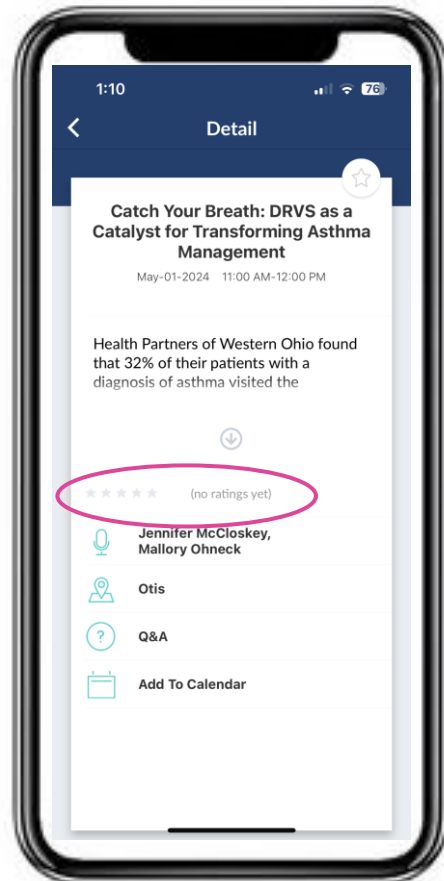 1:10
76
Detail
Catch Your Breath: DRVS as a
Catalyst for Transforming Asthma
Management
May-01-2024 11:00 AM-12:00 PM
Health Partners of Western Ohio found
that 32% of their patients with a
diagnosis of asthma visited the
(no ratings yet)
Jennifer McCloskey,
Mallory Ohneck
Otis
?
Q&A
Add To Calendar